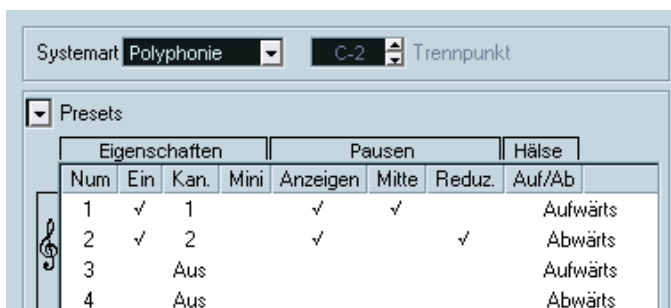 Systemart Polyphonie C-2 Trennpunkt
Presets
Eigenschaften Pausen Hälse
Num Ein Kan. Mini Anzeigen Mitte Reduz. Auf/Ab
1 √ 1 √ √ Aufwärts
2 √ 2 √ √ Abwärts
3 Aus Aufwärts
4 Aus Abwärts